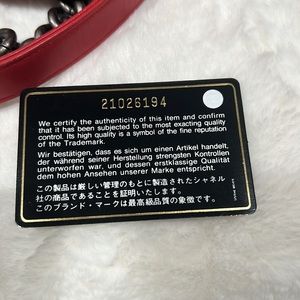 21026194
We certify the authenticity of this item and confirm
that it has been subjected to the most exacting quality
control. Its high quality is a symbol of the fine reputation
of the Trademark.
Wir bestätigen, dass es sich um einen Artikel handelt,
der während seiner Herstellung strengsten Kontrollen
unterworfen war, und dessen erstklassige Qualität
dem hohen Ansehen unserer Marke entspricht.
この製品は厳しい管理のもとに製造されたシャネル
社の商品であることを証明いたします。
このブランド・マークは最高級品質の象徴です。